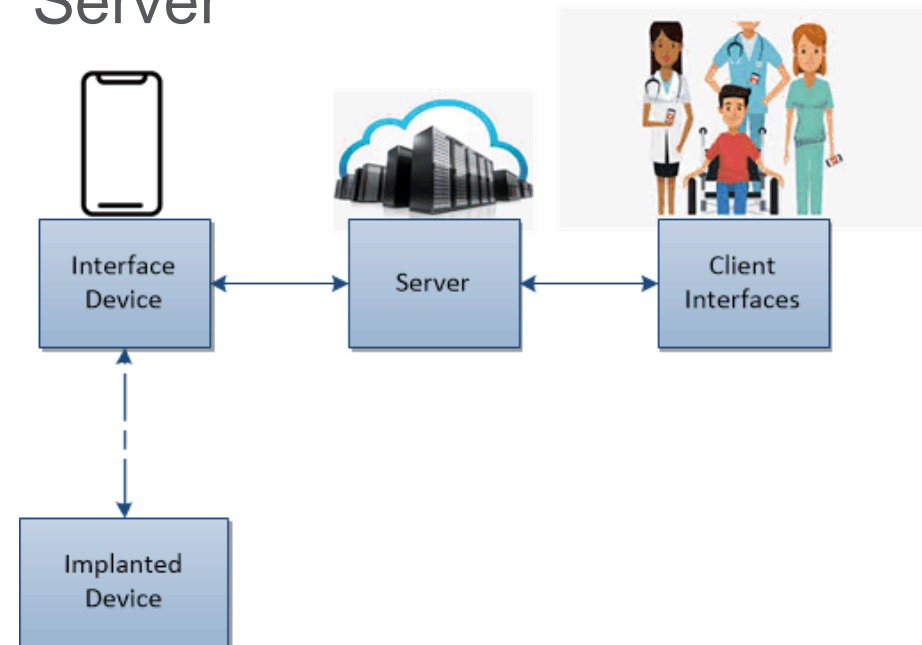 Server
Interface
Device
Server
Client
Interfaces
Implanted
Device